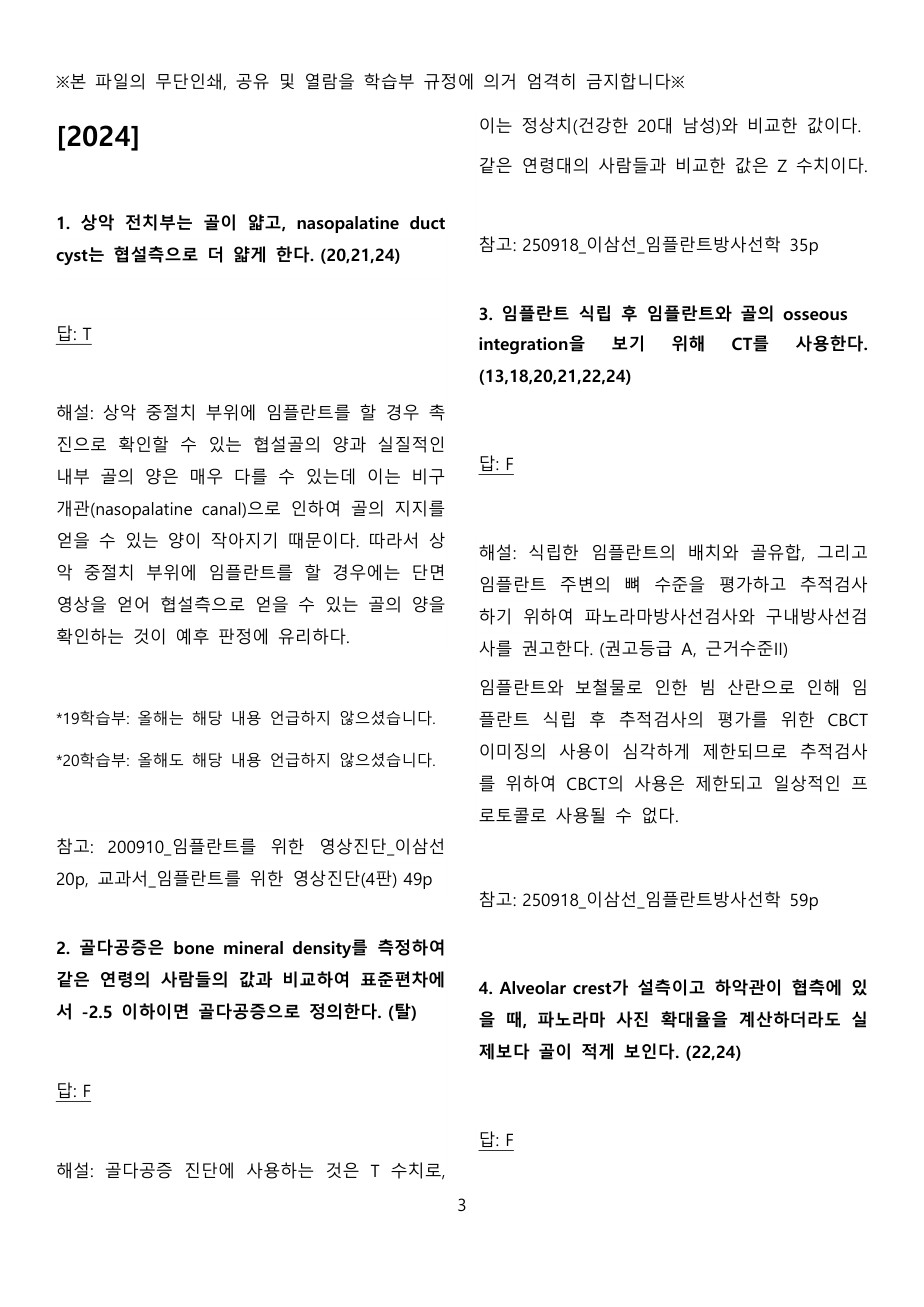 ※본 파일의 무단인쇄, 공유 및 열람을 학습부 규정에 의거 엄격히 금지합니다※
[2024]
1. 상악 전치부는 골이 얇고, nasopalatine duct
cyst는 협설측으로 더 얇게 한다. (20,21,24)
답: T
해설: 상악 중절치 부위에 임플란트를 할 경우 촉
진으로 확인할 수 있는 협설골의 양과 실질적인
내부 골의 양은 매우 다를 수 있는데 이는 비구
개관(nasopalatine canal)으로 인하여 골의 지지를
얻을 수 있는 양이 작아지기 때문이다. 따라서 상
악 중절치 부위에 임플란트를 할 경우에는 단면
영상을 얻어 협설측으로 얻을 수 있는 골의 양을
확인하는 것이 예후 판정에 유리하다.
*19학습부: 올해는 해당 내용 언급하지 않으셨습니다.
*20학습부: 올해도 해당 내용 언급하지 않으셨습니다.
참고: 200910_임플란트를 위한 영상진단_이삼선
20p, 교과서_임플란트를 위한 영상진단(4판) 49p
2. 골다공증은 bone mineral density를 측정하여
같은 연령의 사람들의 값과 비교하여 표준편차에
서 -2.5 이하이면 골다공증으로 정의한다. (탈)
답: F
해설: 골다공증 진단에 사용하는 것은 T 수치로,
이는 정상치(건강한 20대 남성)와 비교한 값이다.
같은 연령대의 사람들과 비교한 값은 Z 수치이다.
참고: 250918_이삼선_임플란트방사선학 35p
3. 임플란트 식립 후 임플란트와 골의 osseous
integration을 보기 위해 CT를 사용한다.
(13,18,20,21,22,24)
답: F
해설: 식립한 임플란트의 배치와 골유합, 그리고
임플란트 주변의 뼈 수준을 평가하고 추적검사
하기 위하여 파노라마방사선검사와 구내방사선검
사를 권고한다. (권고등급 A, 근거수준II)
임플란트와 보철물로 인한 빔 산란으로 인해 임
플란트 식립 후 추적검사의 평가를 위한 CBCT
이미징의 사용이 심각하게 제한되므로 추적검사
를 위하여 CBCT의 사용은 제한되고 일상적인 프
로토콜로 사용될 수 없다.
참고: 250918_이삼선_임플란트방사선학 59p
4. Alveolar crest가 설측이고 하악관이 협측에 있
을 때, 파노라마 사진 확대율을 계산하더라도 실
제보다 골이 적게 보인다. (22,24)
답: F
3